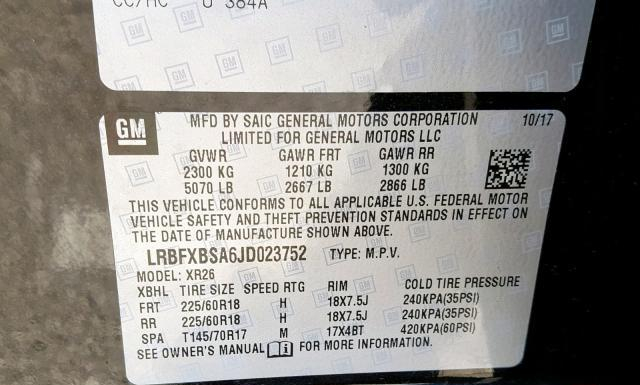 CC/HC U 384A
GM
MFD BY SAIC GENERAL MOTORS CORPORATION 10/17
LIMITED FOR GENERAL MOTORS LLC
GVWR GAWR FRT GAWR RR
2300 KG 1210 KG 1300 KG
5070 LB 2667 LB 2866 LB
THIS VEHICLE CONFORMS TO ALL APPLICABLE U.S. FEDERAL MOTOR
VEHICLE SAFETY AND THEFT PREVENTION STANDARDS IN EFFECT ON
THE DATE OF MANUFACTURE SHOWN ABOVE.
LRBFXBSA6JD023752 TYPE: M.P.V.
MODEL: XR26
XBHL TIRE SIZE SPEED RTG RIM COLD TIRE PRESSURE
FRT 225/60R18 H 18X7.5J 240KPA(35PSI)
RR 225/60R18 H 18X7.5J 240KPA(35PSI)
SPA T145/70R17 M 17X4BT 420KPA(60PSI)
SEE OWNER'S MANUAL i FOR MORE INFORMATION.